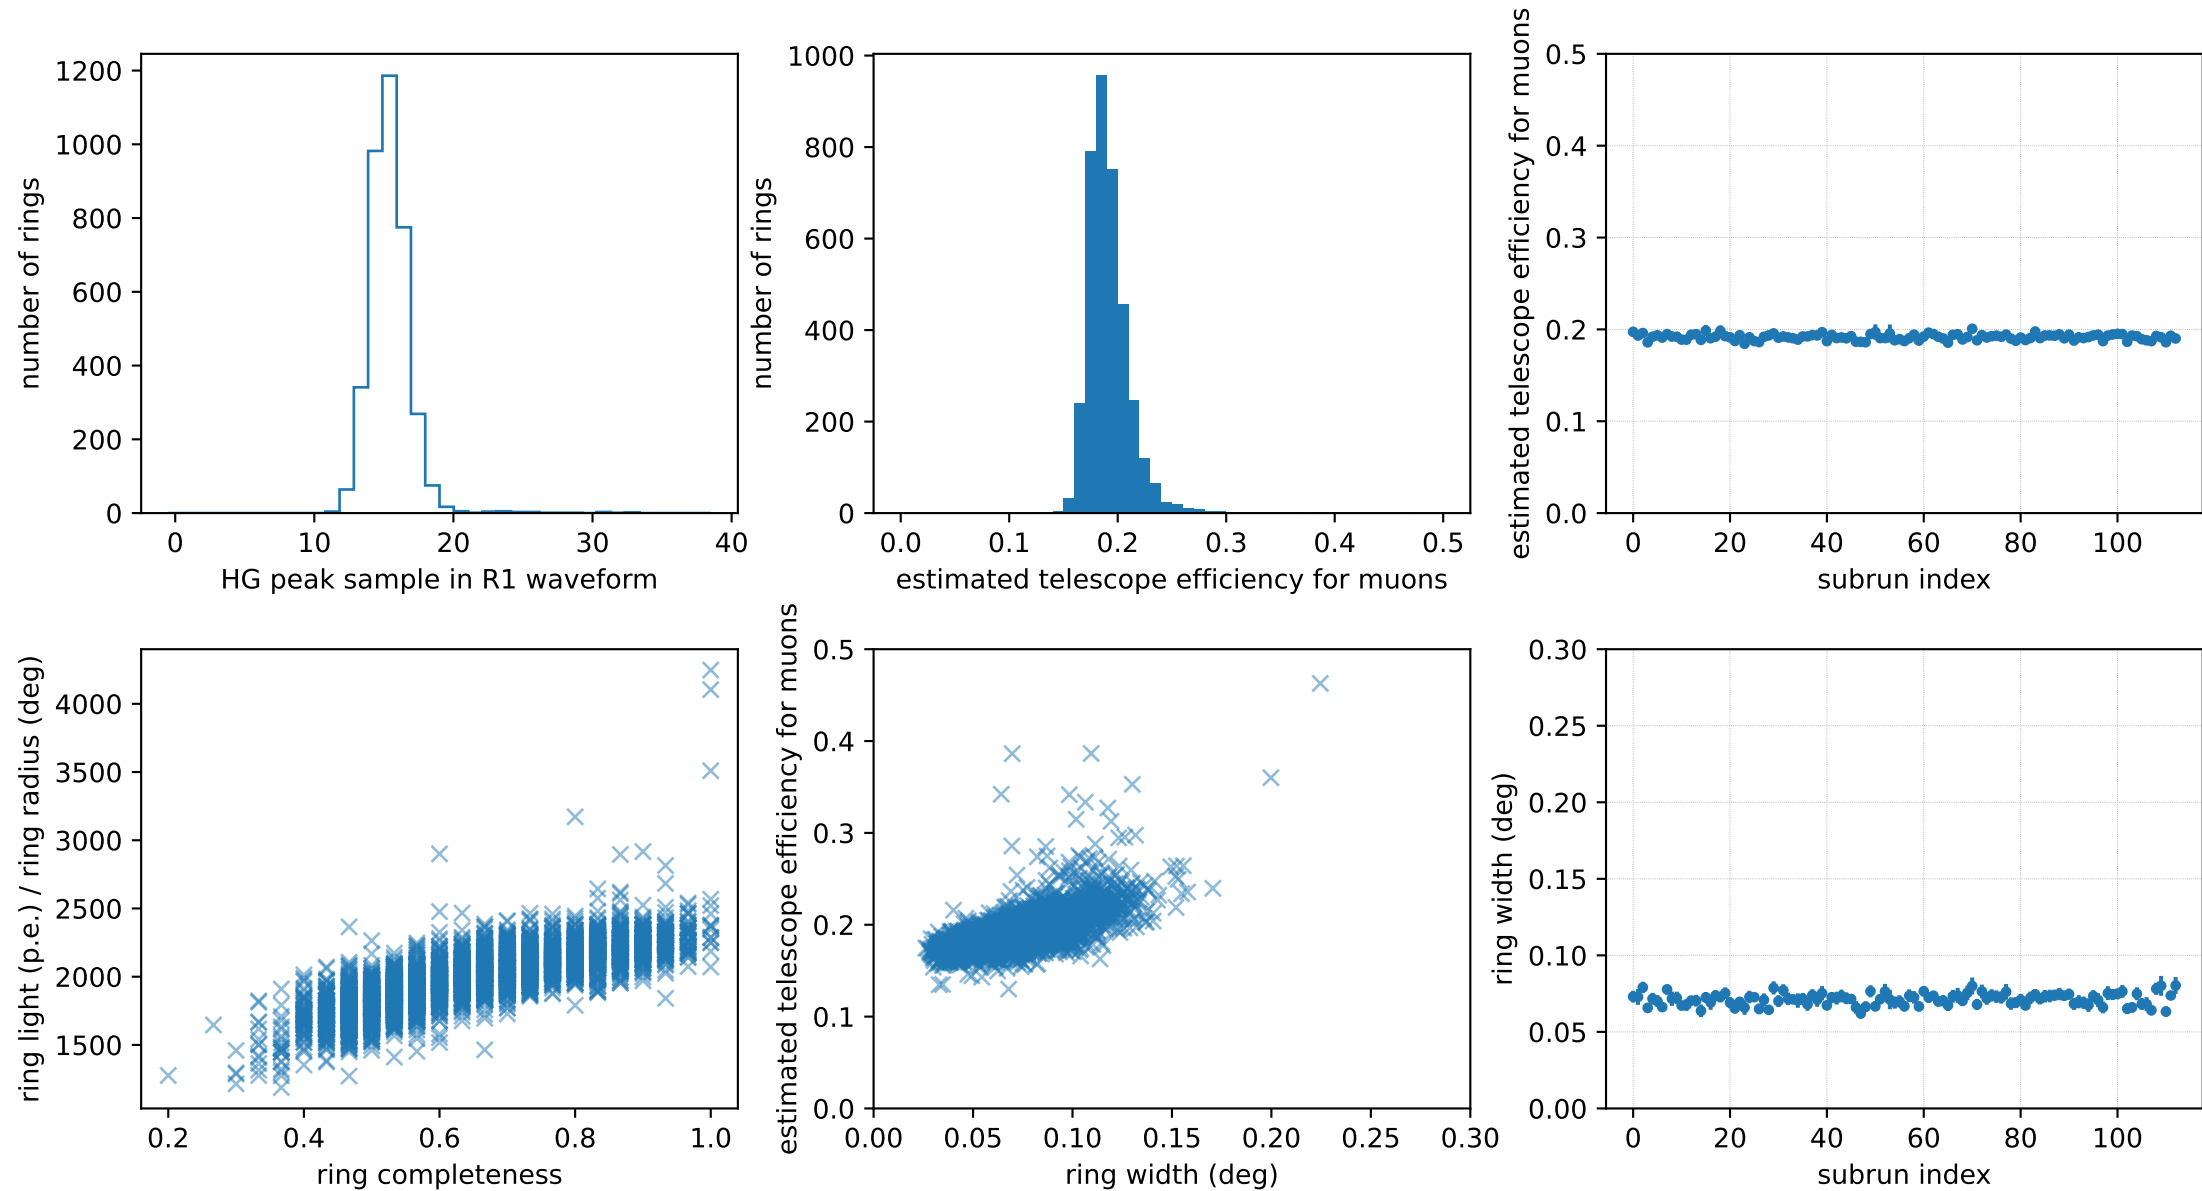 number of rings
1200
1000
800
600
400
200
0
0 10 20 30 40
HG peak sample in R1 waveform
number of rings
1000
800
600
400
200
0
0.0 0.1 0.2 0.3 0.4 0.5
estimated telescope efficiency for muons
estimated telescope efficiency for muons
0.5
0.4
0.3
0.2
0.1
0.0
0 20 40 60 80 100
subrun index
ring light (p.e.) / ring radius (deg)
4000
3500
3000
2500
2000
1500
0.2 0.4 0.6 0.8 1.0
ring completeness
estimated telescope efficiency for muons
0.5
0.4
0.3
0.2
0.1
0.0
0.00 0.05 0.10 0.15 0.20 0.25 0.30
ring width (deg)
ring width (deg)
0.30
0.25
0.20
0.15
0.10
0.05
0.00
0 20 40 60 80 100
subrun index